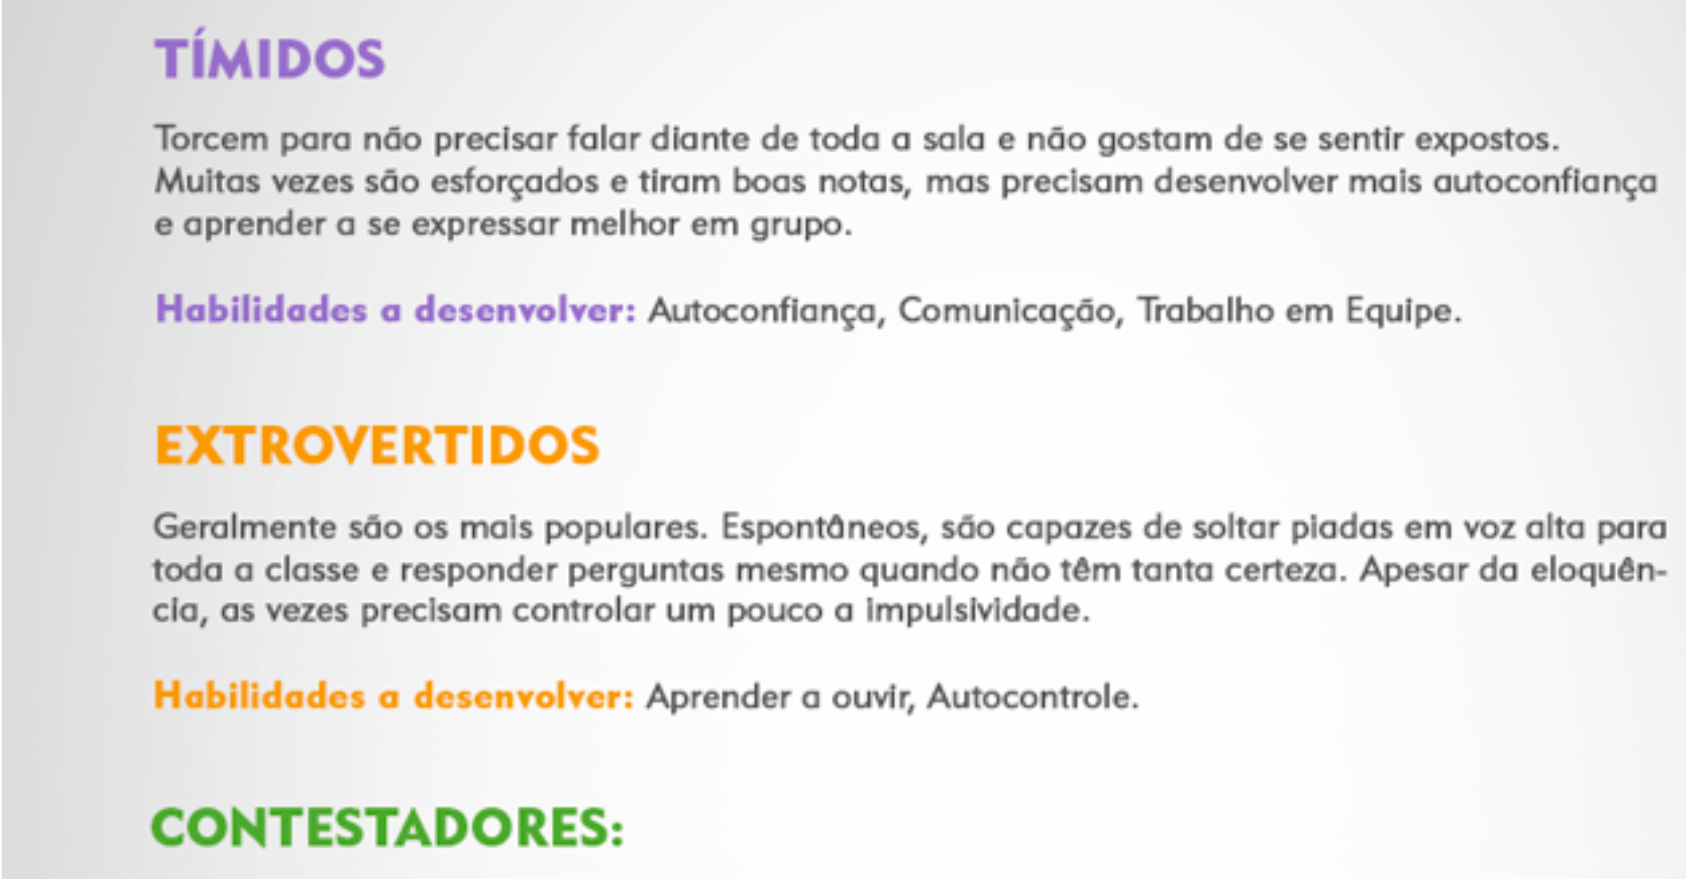 TÍMIDOS
Torcem para não precisar falar diante de toda a sala e não gostam de se sentir expostos.
Muitas vezes são esforçados e tiram boas notas, mas precisam desenvolver mais autoconfiança
e aprender a se expressar melhor em grupo.
Habilidades a desenvolver: Autoconfiança, Comunicação, Trabalho em Equipe.
EXTROVERTIDOS
Geralmente são os mais populares. Espontâneos, são capazes de soltar piadas em voz alta para
toda a classe e responder perguntas mesmo quando não têm tanta certeza. Apesar da eloquên-
cia, as vezes precisam controlar um pouco a impulsividade.
Habilidades a desenvolver: Aprender a ouvir, Autocontrole.
CONTESTADORES: